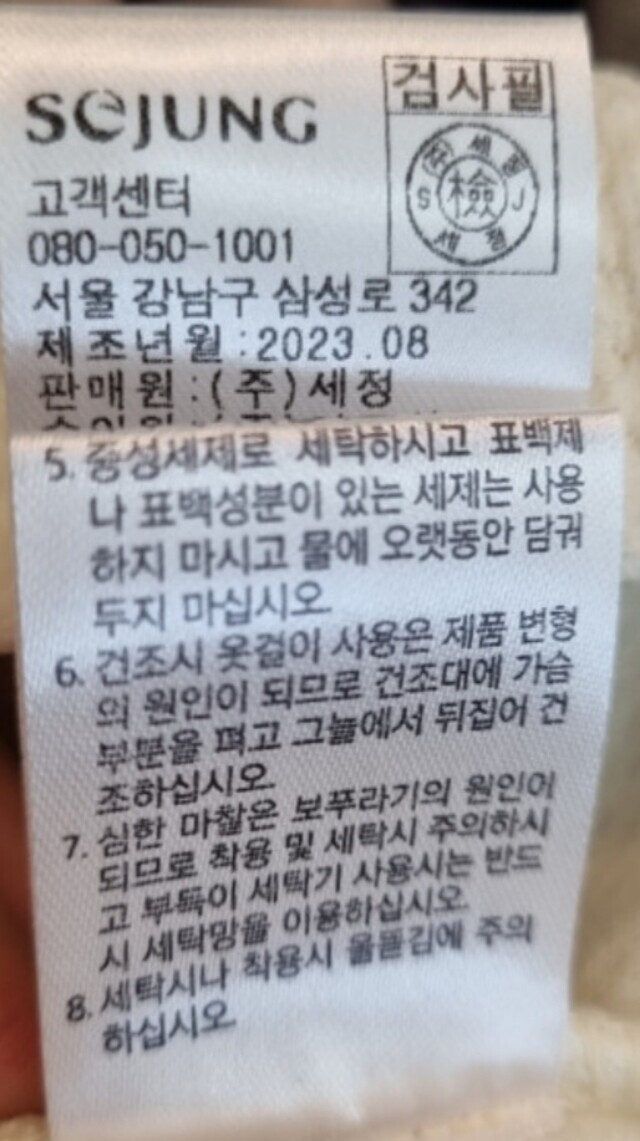 SEJUNG
검사필
(주) 세정
S 檢 J
세정
고객센터
080-050-1001
서울 강남구 삼성로 342
제조년월 : 2023.08
판매원 : (주)세정
5. 중성세제로 세탁하시고 표백제
나 표백성분이 있는 세제는 사용
하지 마시고 물에 오랫동안 담궈
두지 마십시오
6. 건조시 옷걸이 사용은 제품 변형
의 원인이 되므로 건조대에 가슴
부분을 펴고 그늘에서 뒤집어 건
조하십시오
7. 심한 마찰은 보푸라기의 원인이
되므로 착용 및 세탁시 주의하시
고 부득이 세탁기 사용시는 반드
시 세탁망을 이용하십시오.
8. 세탁시나 착용시 올뜯김에 주의
하십시오.